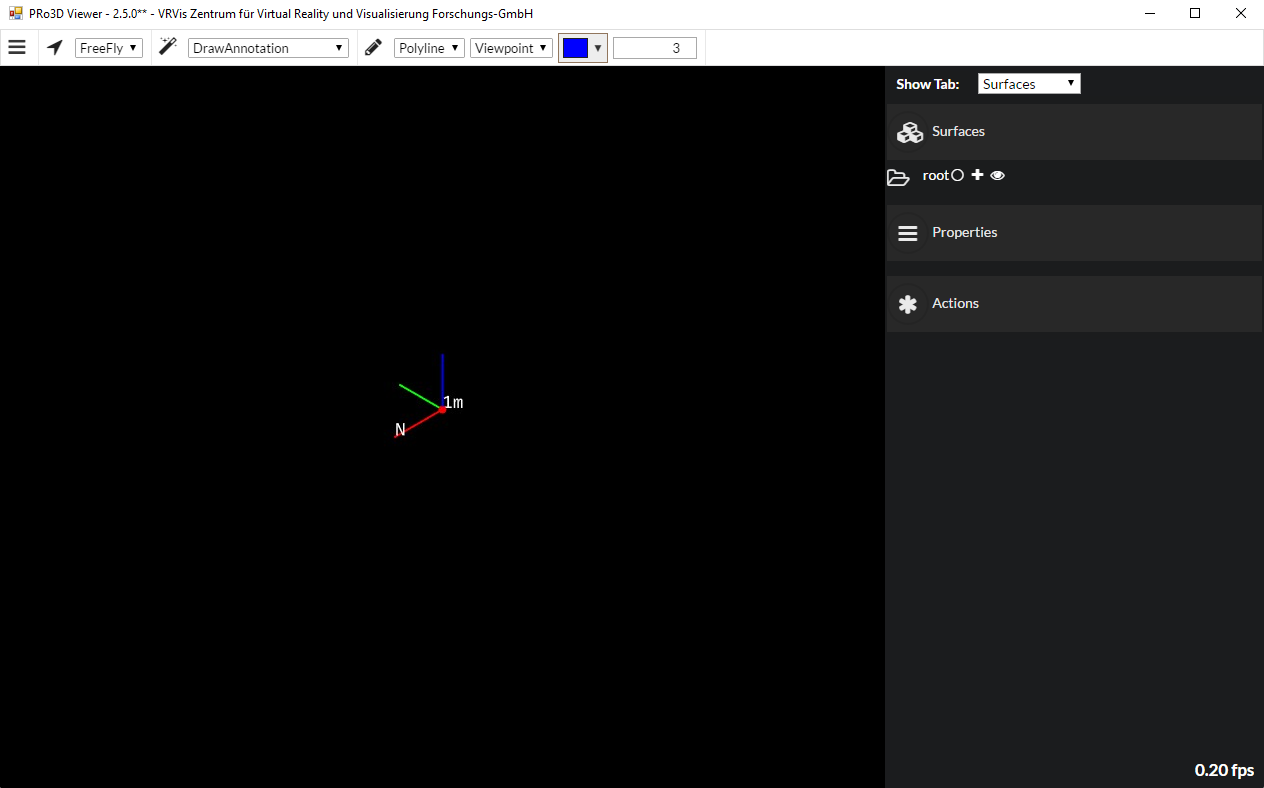 PRo3D Viewer - 2.5.0** - VRVis Zentrum für Virtual Reality und Visualisierung Forschungs-GmbH
FreeFly DrawAnnotation Polyline Viewpoint 3
Show Tab: Surfaces
Surfaces
root
Properties
Actions
1m
N
0.20 fps